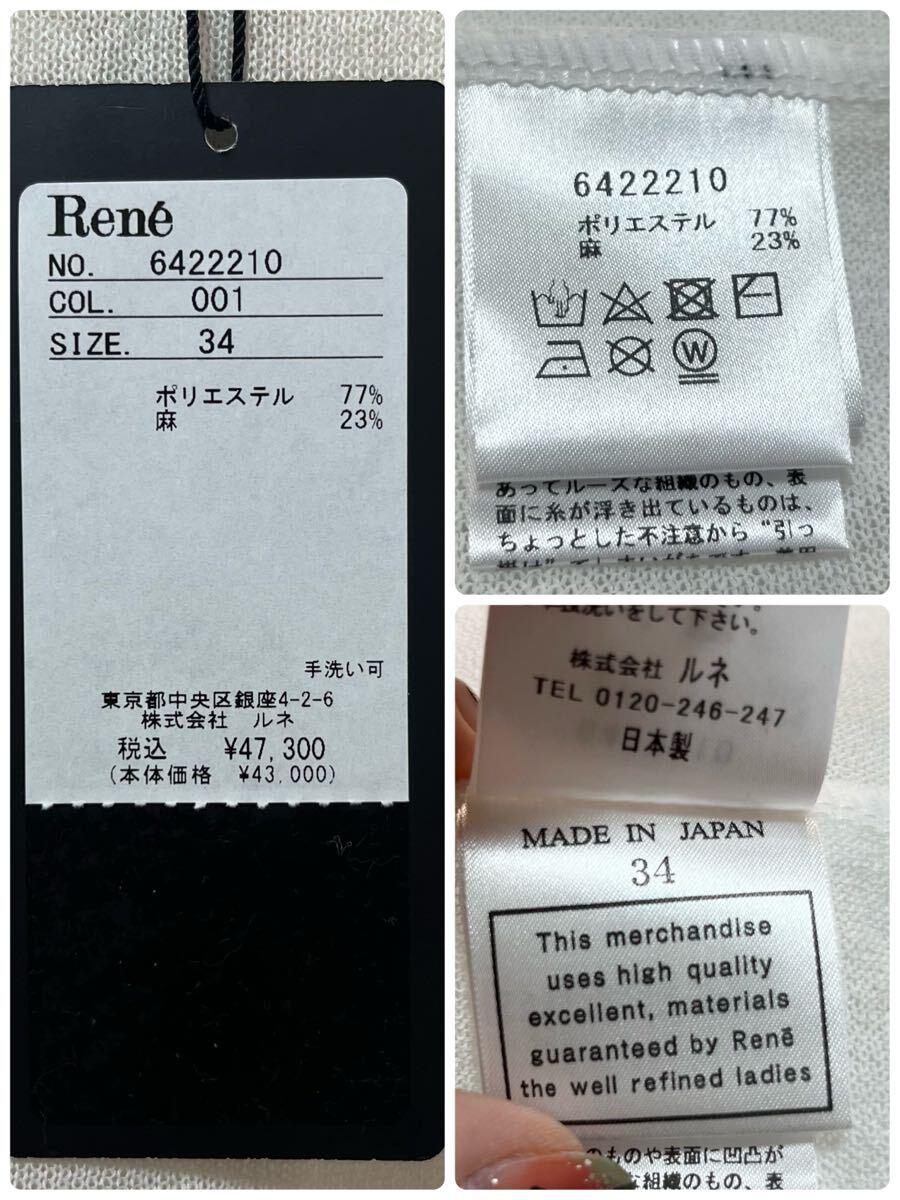 René
NO. 6422210
COL. 001
SIZE. 34
ポリエステル 77%
麻 23%
手洗い可
東京都中央区銀座4-2-6
株式会社 ルネ
税込 ¥47,300
(本体価格 ¥43,000)
6422210
ポリエステル 77%
麻 23%
W
あってルーズな組織のもの、表
面に糸が浮き出ているものは、
ちょっとした不注意から“引っ
洗いをして下さい。
株式会社 ルネ
TEL 0120-246-247
日本製
MADE IN JAPAN
34
This merchandise
uses high quality
excellent, materials
guaranteed by René
the well refined ladies
のものや表面に凹凸が
な組織のもの、表